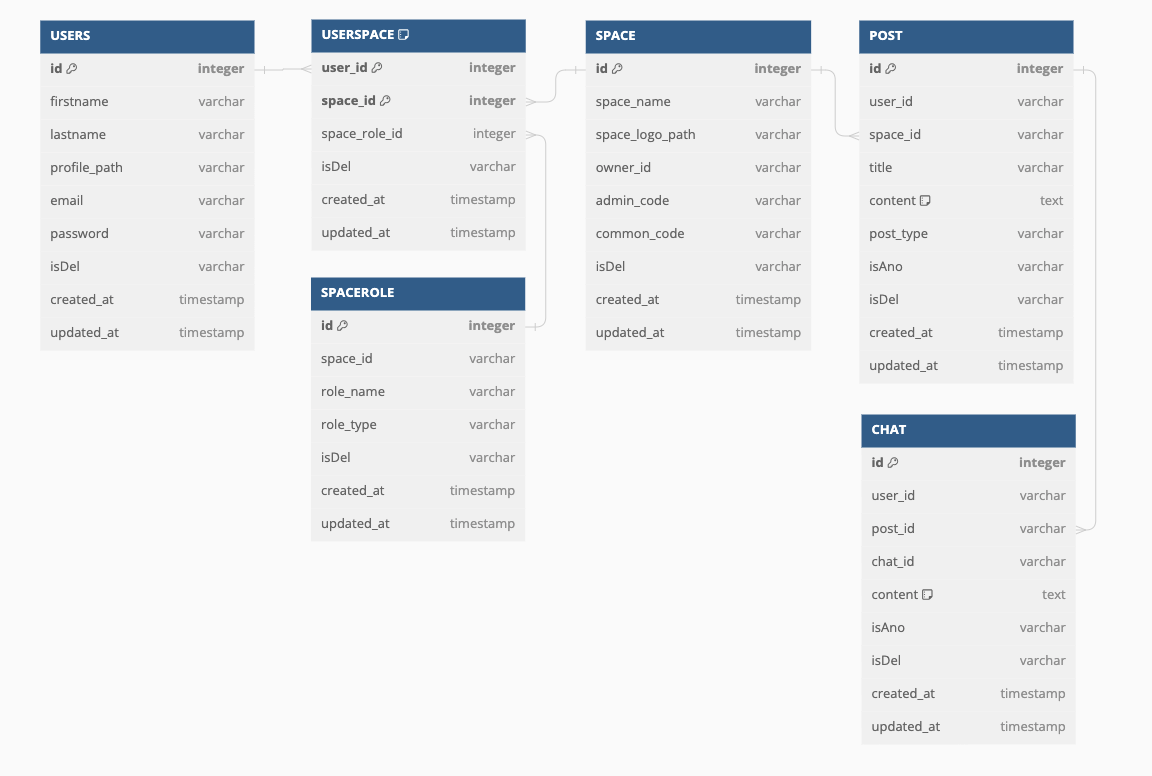 USERS
id integer
firstname varchar
lastname varchar
profile_path varchar
email varchar
password varchar
isDel varchar
created_at timestamp
updated_at timestamp
USERSPACE
user_id integer
space_id integer
space_role_id integer
isDel varchar
created_at timestamp
updated_at timestamp
SPACEROLE
id integer
space_id varchar
role_name varchar
role_type varchar
isDel varchar
created_at timestamp
updated_at timestamp
SPACE
id integer
space_name varchar
space_logo_path varchar
owner_id varchar
admin_code varchar
common_code varchar
isDel varchar
created_at timestamp
updated_at timestamp
POST
id integer
user_id varchar
space_id varchar
title varchar
content text
post_type varchar
isAno varchar
isDel varchar
created_at timestamp
updated_at timestamp
CHAT
id integer
user_id varchar
post_id varchar
chat_id varchar
content text
isAno varchar
isDel varchar
created_at timestamp
updated_at timestamp